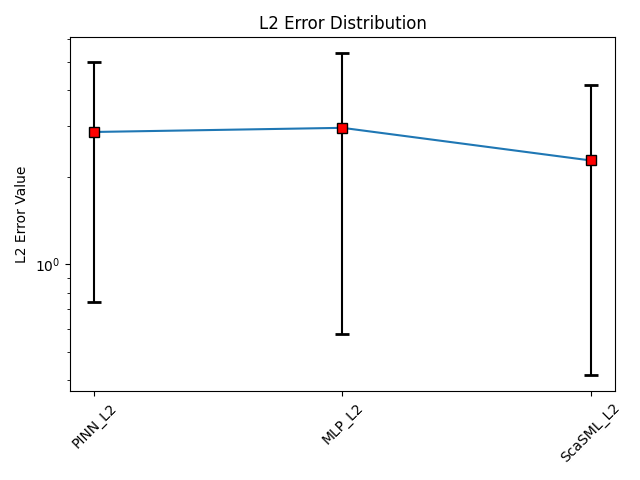 L2 Error Distribution
L2 Error Value
10⁰
PINN_L2
MLP_L2
ScaSML_L2